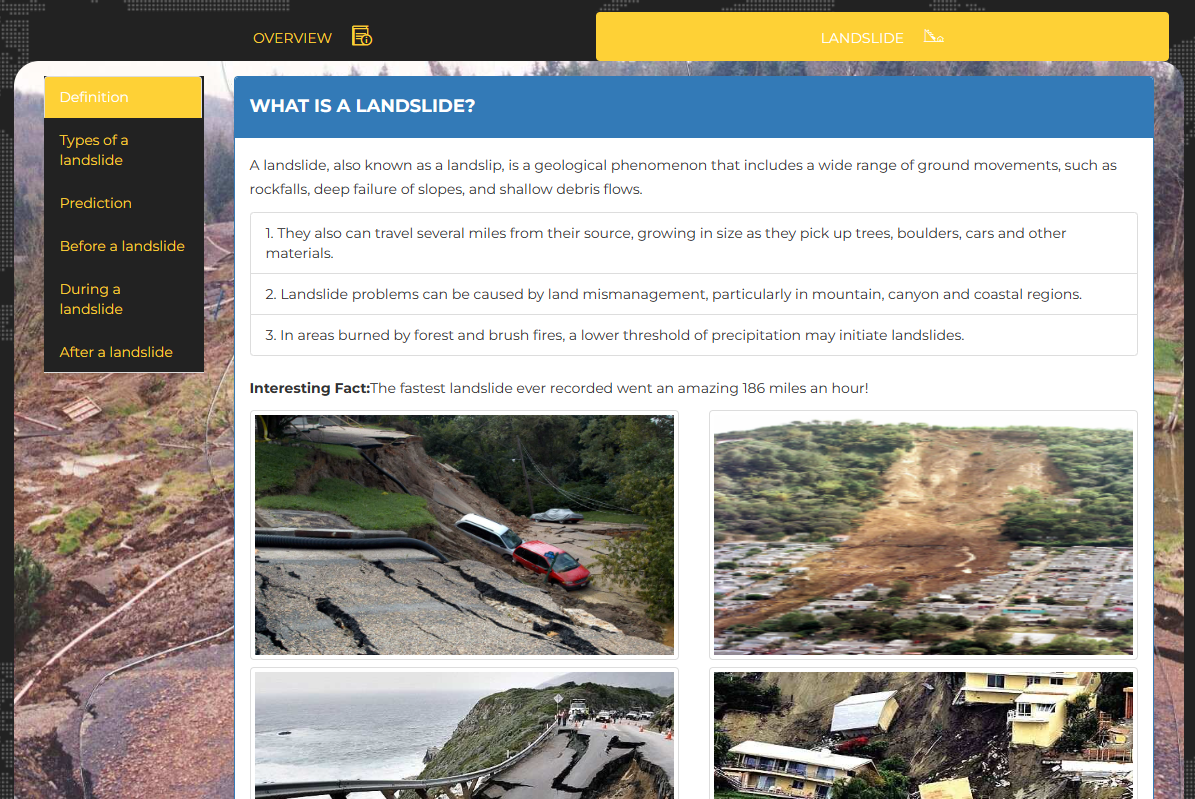 OVERVIEW
LANDSLIDE
Definition
Types of a
landslide
Prediction
Before a landslide
During a
landslide
After a landslide
WHAT IS A LANDSLIDE?
A landslide, also known as a landslip, is a geological phenomenon that includes a wide range of ground movements, such as
rockfalls, deep failure of slopes, and shallow debris flows.
1. They also can travel several miles from their source, growing in size as they pick up trees, boulders, cars and other
materials.
2. Landslide problems can be caused by land mismanagement, particularly in mountain, canyon and coastal regions.
3. In areas burned by forest and brush fires, a lower threshold of precipitation may initiate landslides.
Interesting Fact:The fastest landslide ever recorded went an amazing 186 miles an hour!